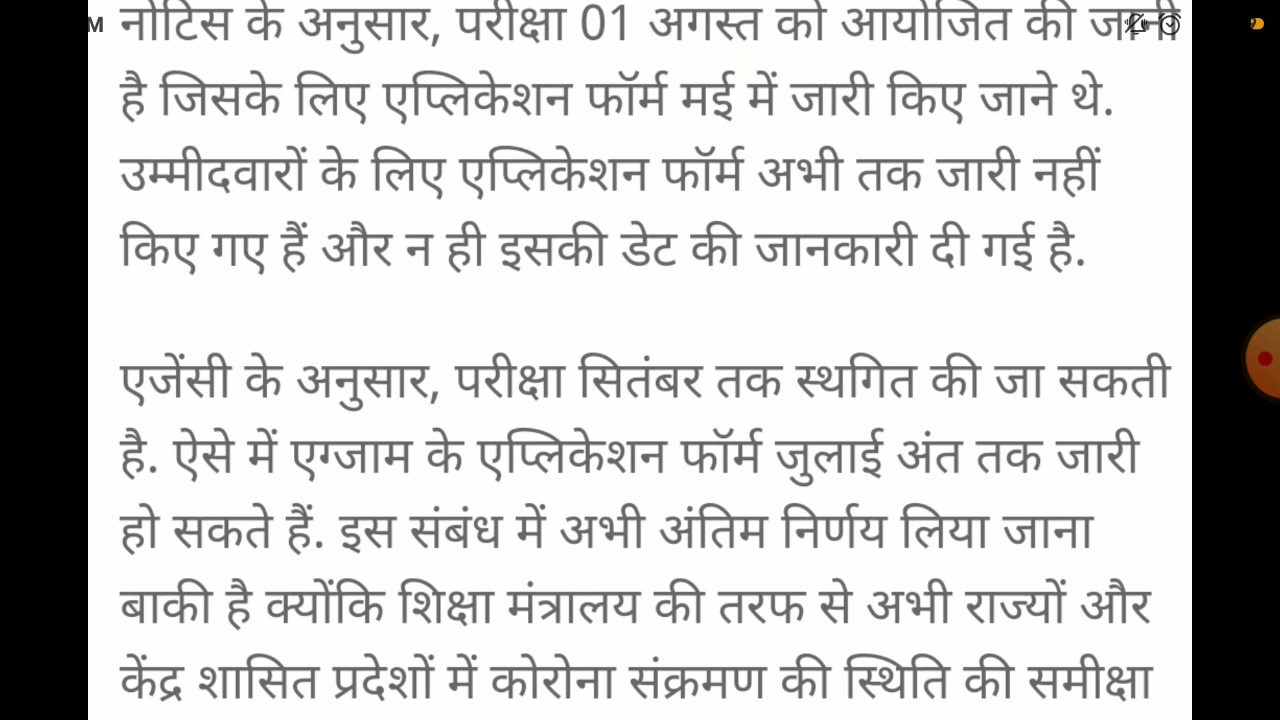 M
नोटिस के अनुसार, परीक्षा 01 अगस्त को आयोजित की जानी
है जिसके लिए एप्लिकेशन फॉर्म मई में जारी किए जाने थे.
उम्मीदवारों के लिए एप्लिकेशन फॉर्म अभी तक जारी नहीं
किए गए हैं और न ही इसकी डेट की जानकारी दी गई है.
एजेंसी के अनुसार, परीक्षा सितंबर तक स्थगित की जा सकती
है. ऐसे में एग्जाम के एप्लिकेशन फॉर्म जुलाई अंत तक जारी
हो सकते हैं. इस संबंध में अभी अंतिम निर्णय लिया जाना
बाकी है क्योंकि शिक्षा मंत्रालय की तरफ से अभी राज्यों और
केंद्र शासित प्रदेशों में कोरोना संक्रमण की स्थिति की समीक्षा